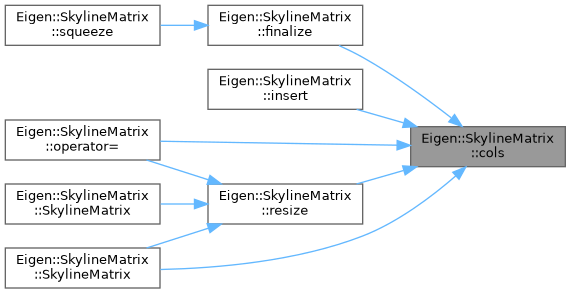 Eigen::SkylineMatrix
::squeeze
Eigen::SkylineMatrix
::finalize
Eigen::SkylineMatrix
::insert
Eigen::SkylineMatrix
::cols
Eigen::SkylineMatrix
::operator=
Eigen::SkylineMatrix
::SkylineMatrix
Eigen::SkylineMatrix
::resize
Eigen::SkylineMatrix
::SkylineMatrix